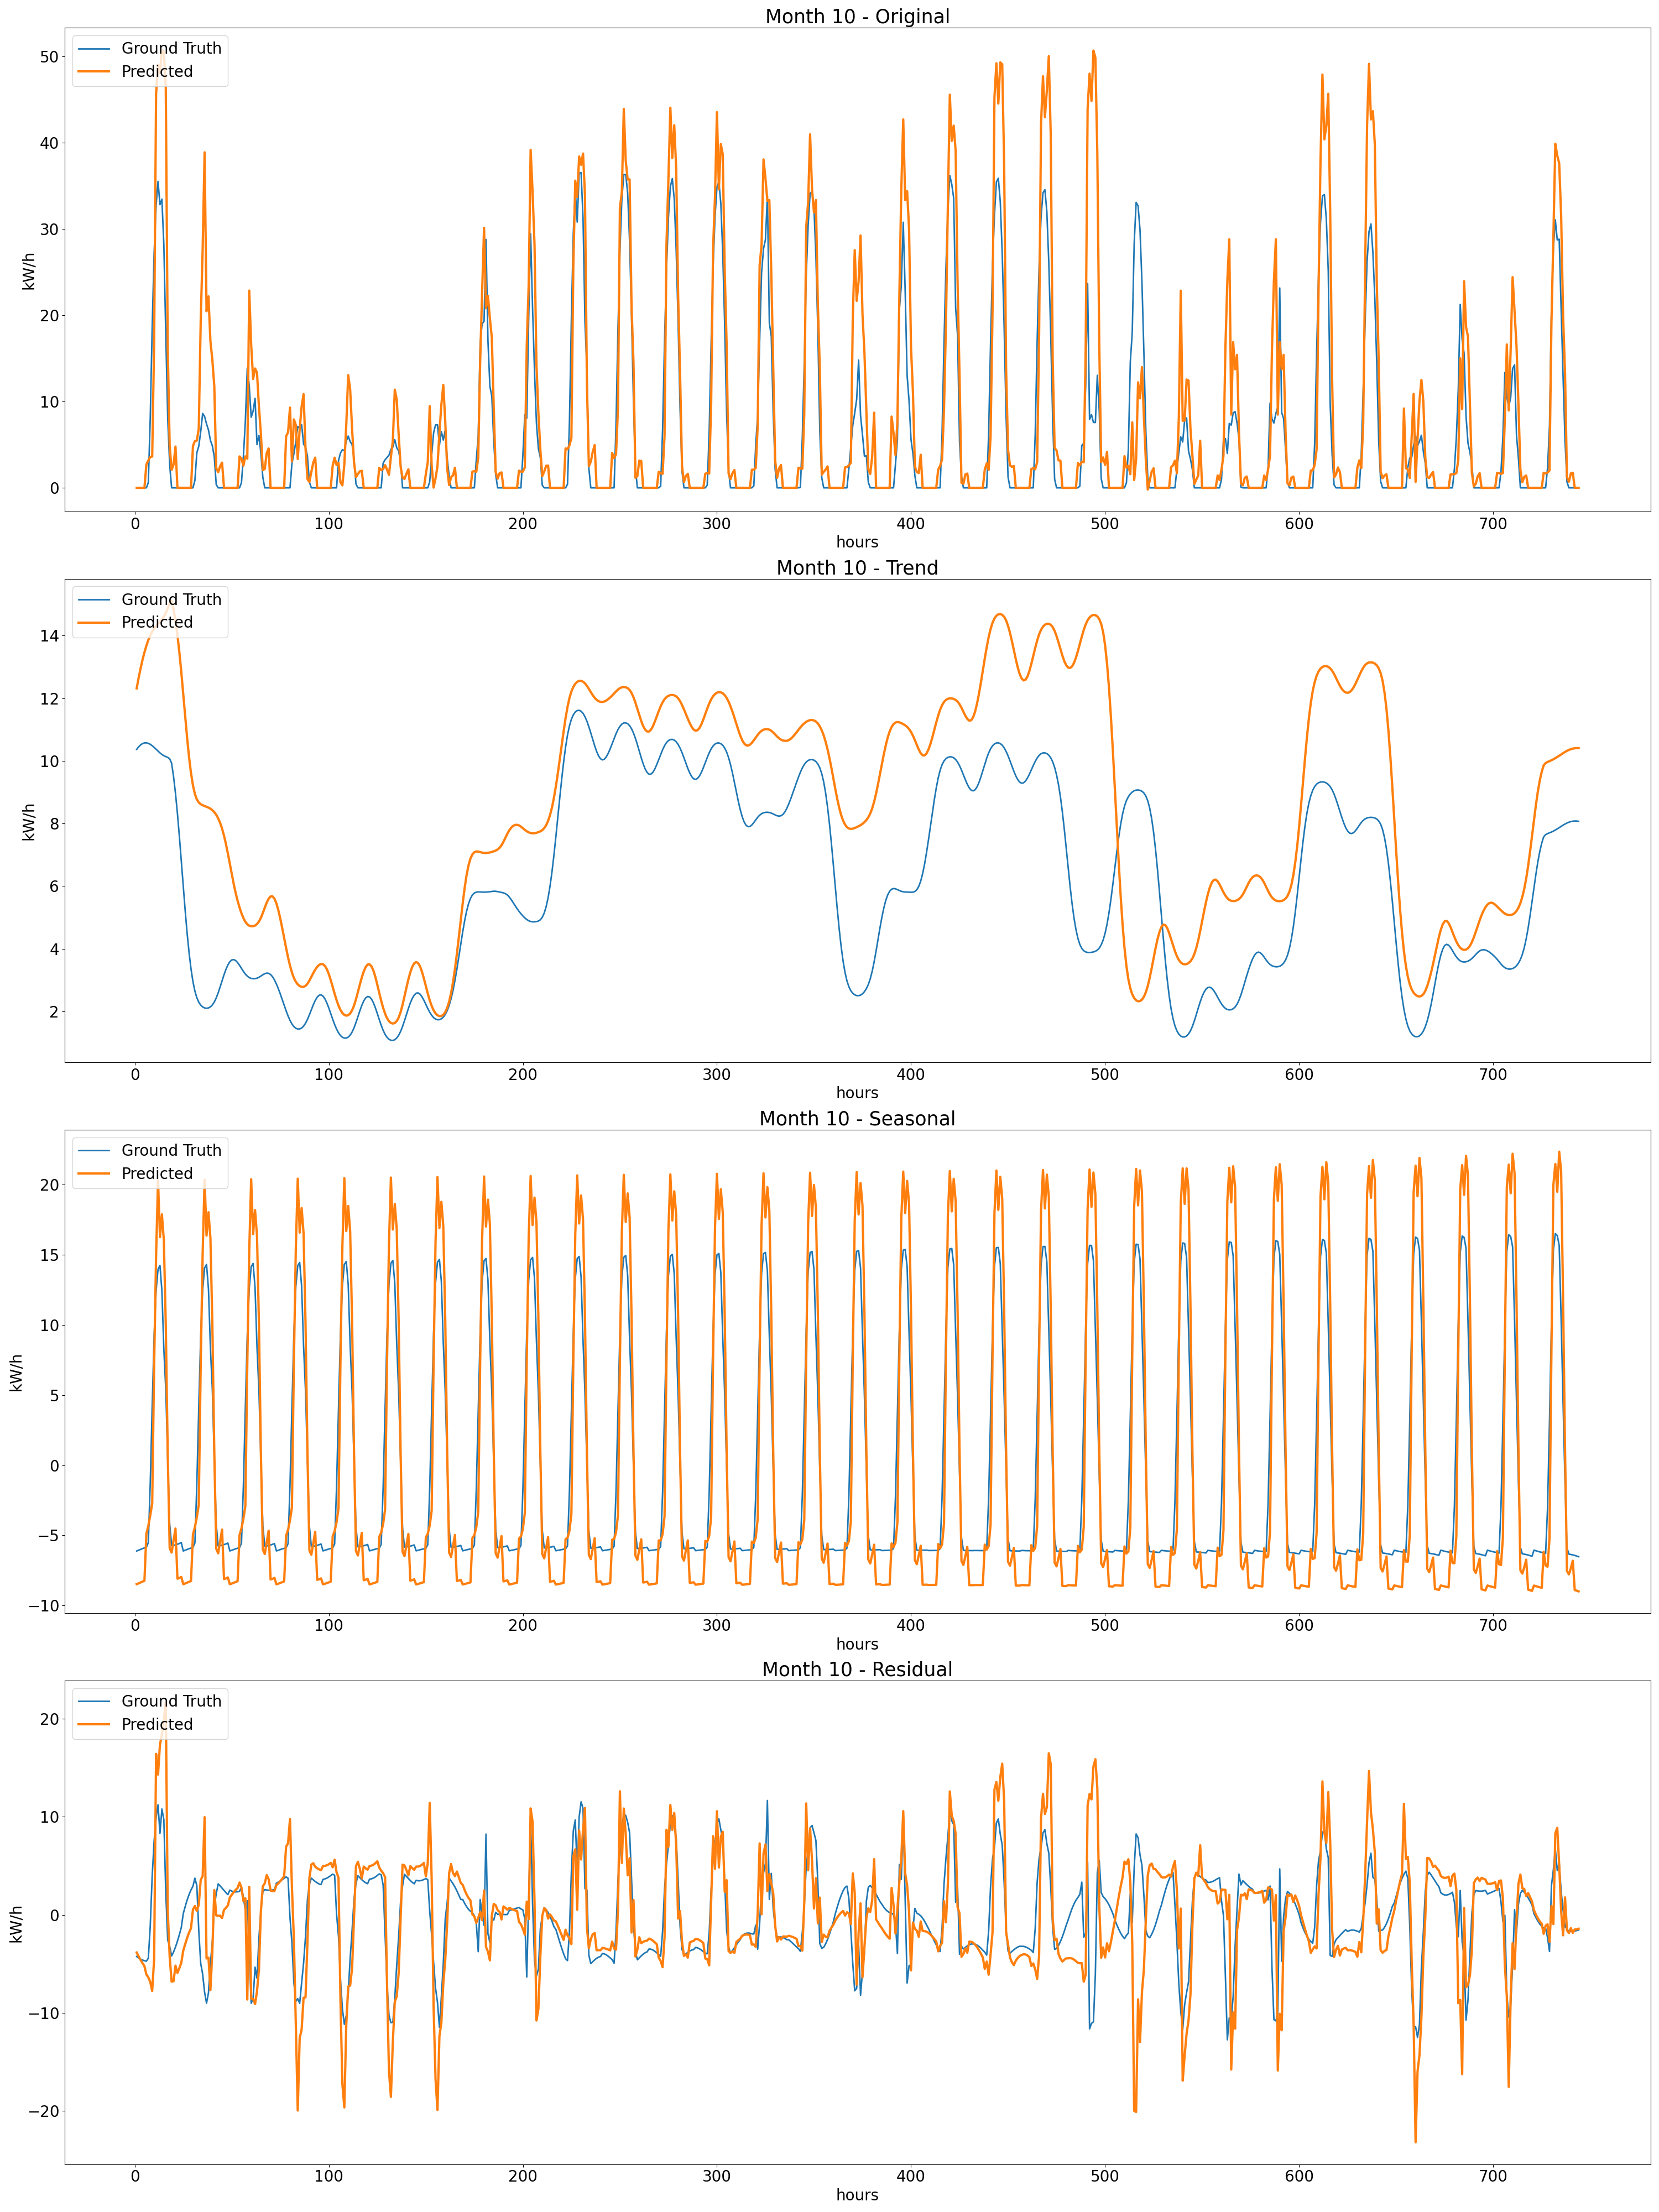 Month 10 - Original
Ground Truth
Predicted
kW/h
50
40
30
20
10
0
0 100 200 300 400 500 600 700
hours
Month 10 - Trend
Ground Truth
Predicted
kW/h
14
12
10
8
6
4
2
0 100 200 300 400 500 600 700
hours
Month 10 - Seasonal
Ground Truth
Predicted
kW/h
20
15
10
5
0
−5
−10
0 100 200 300 400 500 600 700
hours
Month 10 - Residual
Ground Truth
Predicted
kW/h
20
10
0
−10
−20
0 100 200 300 400 500 600 700
hours